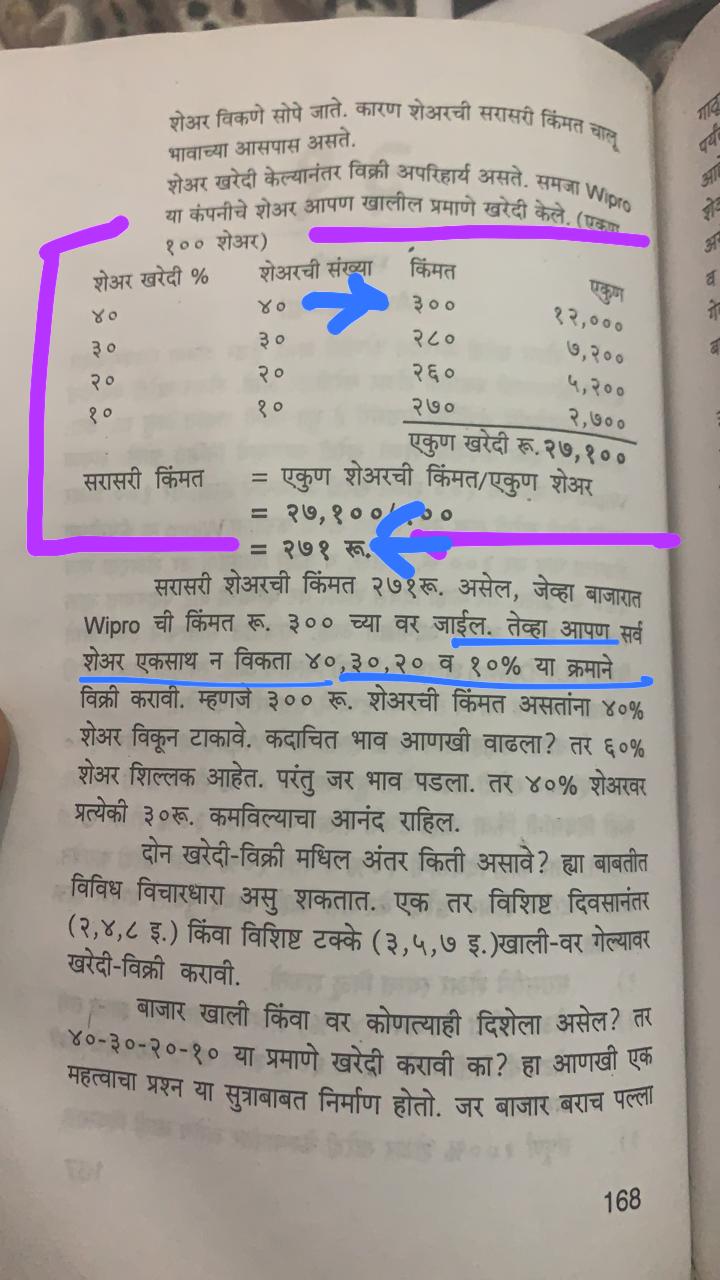 शेअर विकणे सोपे जाते. कारण शेअरची सरासरी किंमत चालू
भावाच्या आसपास असते.
शेअर खरेदी केल्यानंतर विक्री अपरिहार्य असते. समजा Wipro
या कंपनीचे शेअर आपण खालील प्रमाणे खरेदी केले. (एकुण
१०० शेअर)
शेअर खरेदी % शेअरची संख्या किंमत एकुण
४० ४० ३०० १२,०००
३० ३० २८० ७,२००
२० २० २६० ५,२००
१० १० २७० २,७००
एकुण खरेदी रू.२७,१००
सरासरी किंमत = एकुण शेअरची किंमत/एकुण शेअर
= २७,१००/१००
= २७१ रू.
सरासरी शेअरची किंमत २७१रू. असेल, जेव्हा बाजारात
Wipro ची किंमत रू. ३०० च्या वर जाईल. तेव्हा आपण सर्व
शेअर एकसाथ न विकता ४०,३०,२० व १०% या क्रमाने
विक्री करावी. म्हणजे ३०० रू. शेअरची किंमत असतांना ४०%
शेअर विकून टाकावे. कदाचित भाव आणखी वाढला? तर ६०%
शेअर शिल्लक आहेत. परंतु जर भाव पडला. तर ४०% शेअरवर
प्रत्येकी ३०रू. कमविल्याचा आनंद राहिल.
दोन खरेदी-विक्री मधिल अंतर किती असावे? ह्या बाबतीत
विविध विचारधारा असु शकतात. एक तर विशिष्ट दिवसानंतर
(२,४,८ इ.) किंवा विशिष्ट टक्के (३,५,७ इ.)खाली-वर गेल्यावर
खरेदी-विक्री करावी.
बाजार खाली किंवा वर कोणत्याही दिशेला असेल? तर
४०-३०-२०-१० या प्रमाणे खरेदी करावी का? हा आणखी एक
महत्वाचा प्रश्न या सुत्राबाबत निर्माण होतो. जर बाजार बराच पल्ला
168